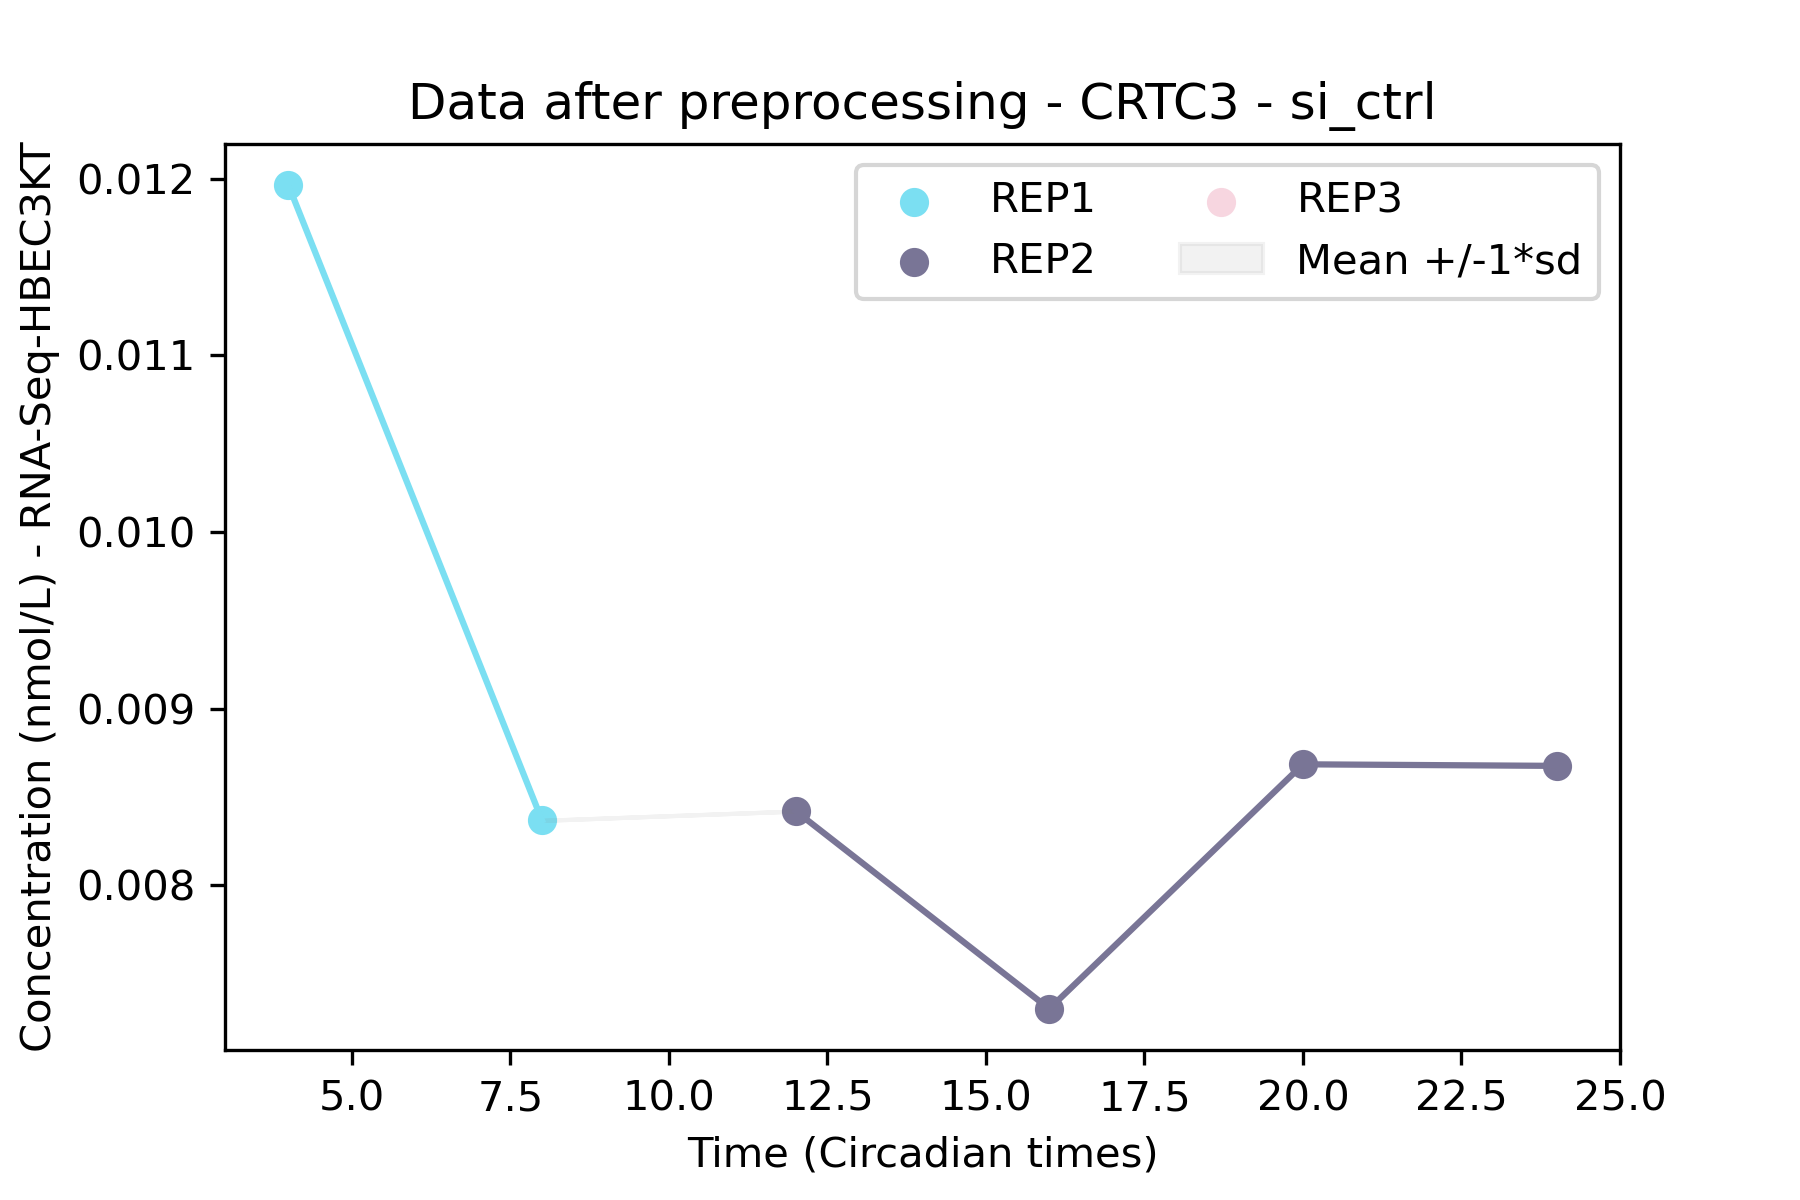 Data after preprocessing - CRTC3 - si_ctrl
Concentration (nmol/L) - RNA-Seq-HBEC3KT
0.012
0.011
0.010
0.009
0.008
REP1
REP2
REP3
Mean +/-1*sd
5.0 7.5 10.0 12.5 15.0 17.5 20.0 22.5 25.0
Time (Circadian times)